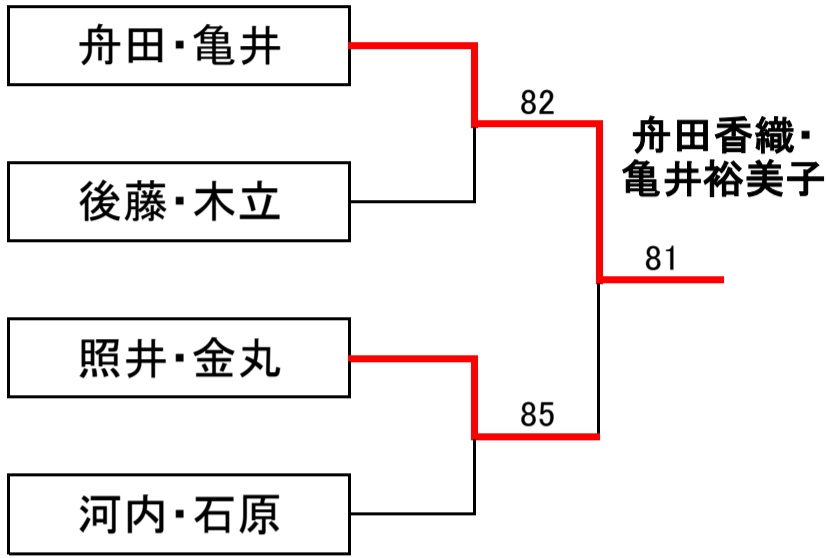 舟田・亀井
82
舟田香織・
亀井裕美子
後藤・木立
81
照井・金丸
85
河内・石原